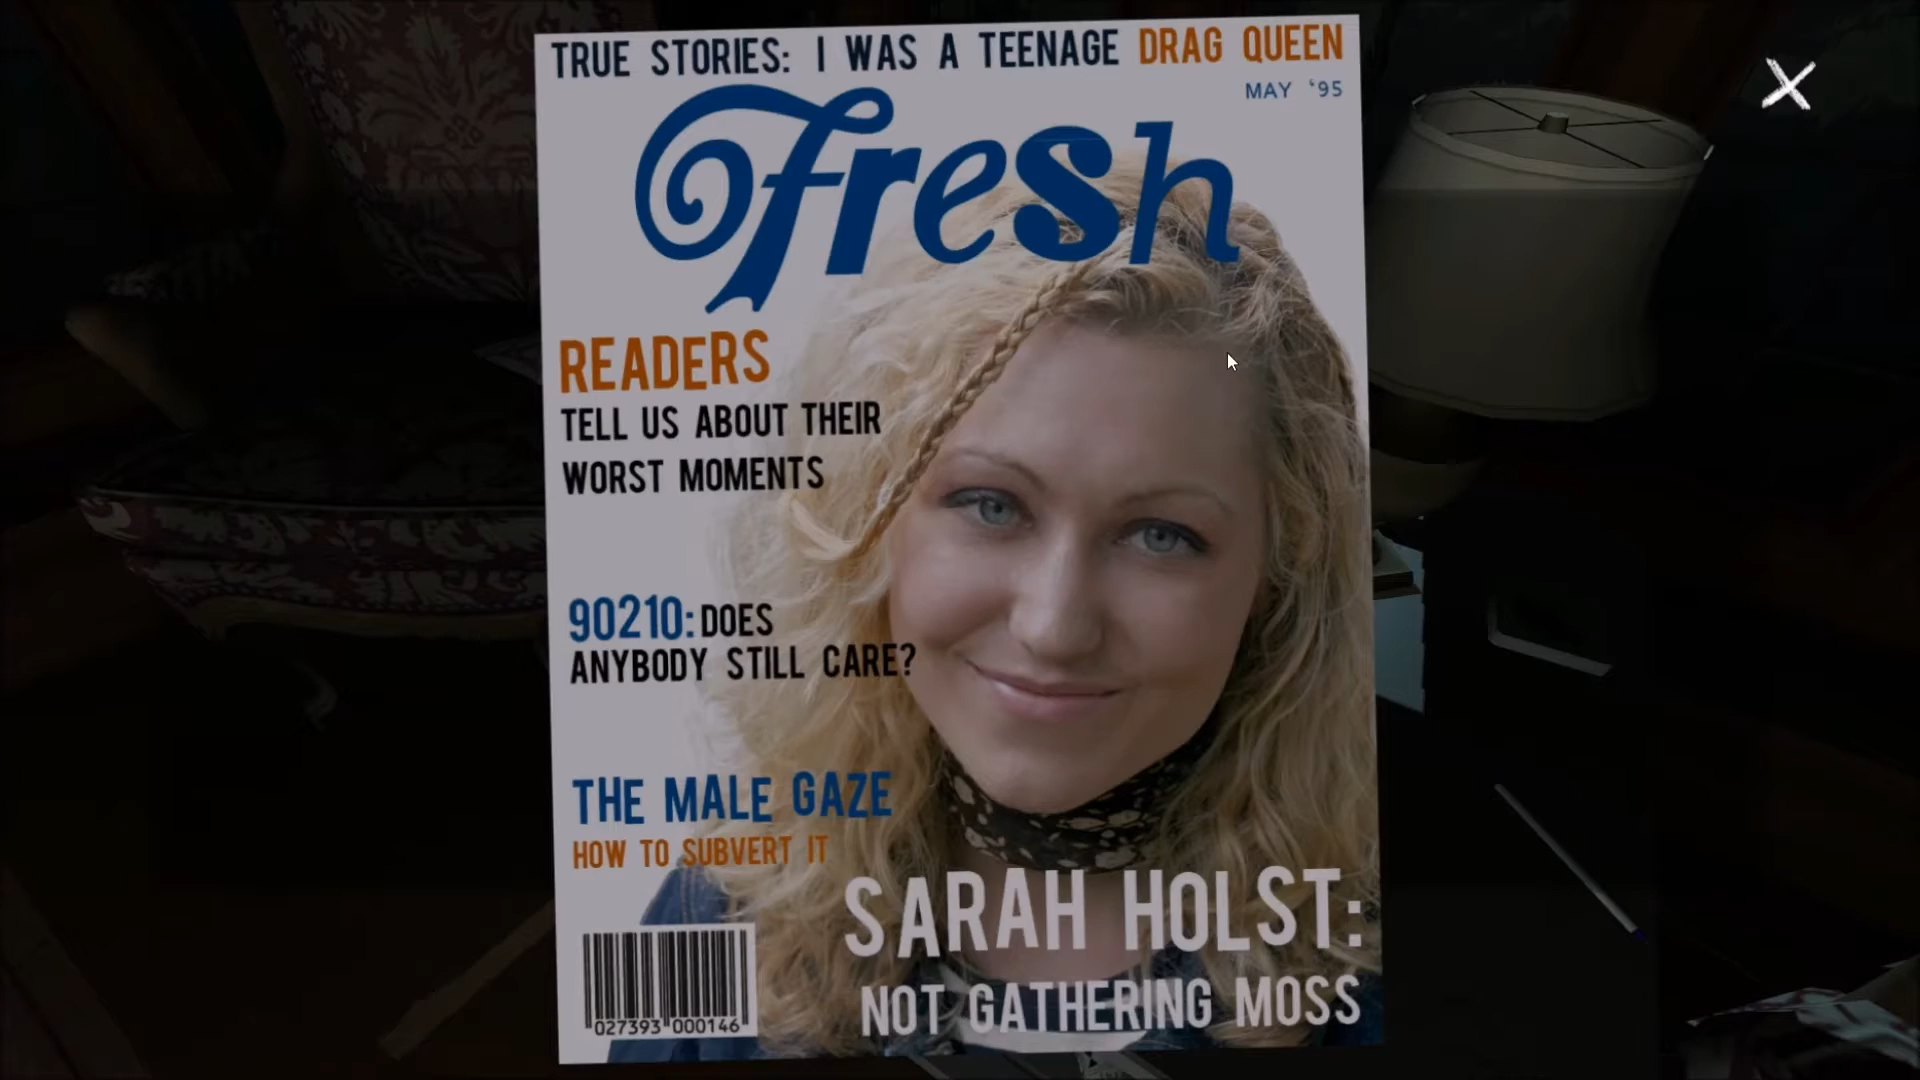 TRUE STORIES: I WAS A TEENAGE DRAG QUEEN
MAY '95
Fresh
READERS
TELL US ABOUT THEIR
WORST MOMENTS
90210: DOES
ANYBODY STILL CARE?
THE MALE GAZE
HOW TO SUBVERT IT
SARAH HOLST:
NOT GATHERING MOSS
027393 000146